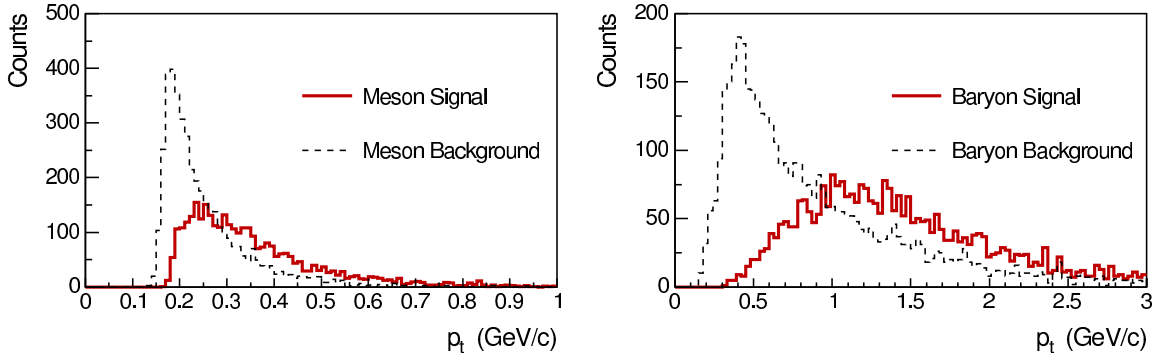 Counts
500
400
300
200
100
0
Meson Signal
Meson Background
0 0.1 0.2 0.3 0.4 0.5 0.6 0.7 0.8 0.9 1
p_t (GeV/c)
Counts
200
150
100
50
0
Baryon Signal
Baryon Background
0 0.5 1 1.5 2 2.5 3
p_t (GeV/c)